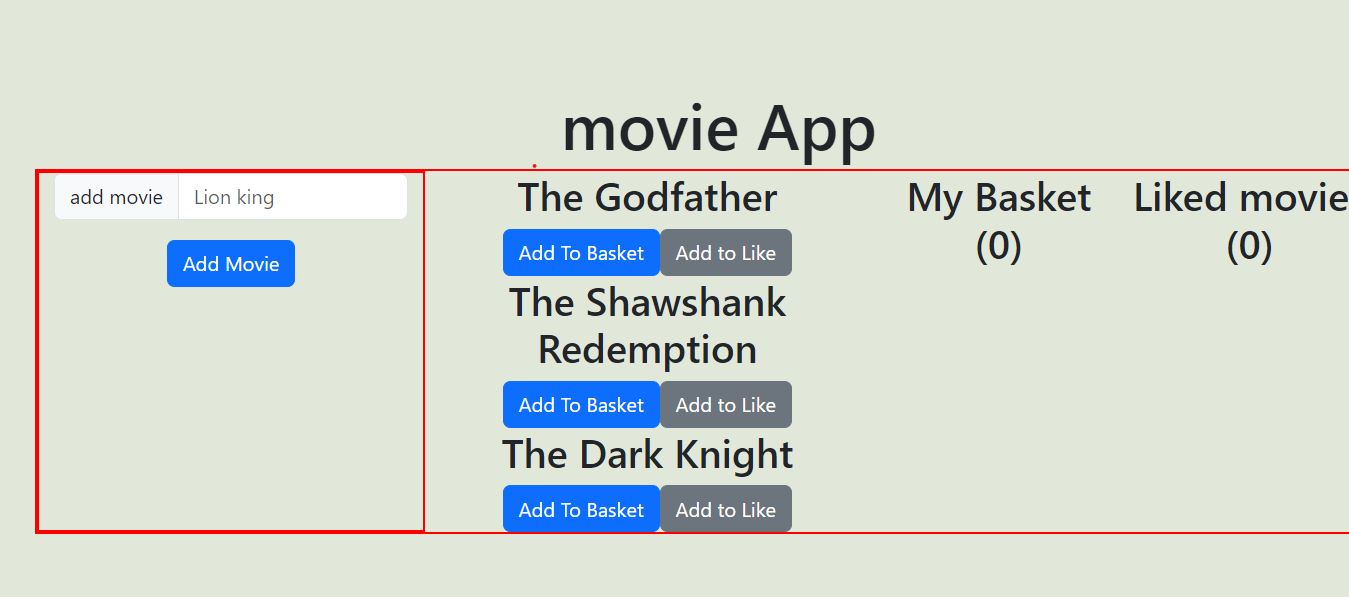 movie App
add movie
Lion king
Add Movie
The Godfather
Add To Basket
Add to Like
The Shawshank
Redemption
Add To Basket
Add to Like
The Dark Knight
Add To Basket
Add to Like
My Basket
(0)
Liked movie
(0)